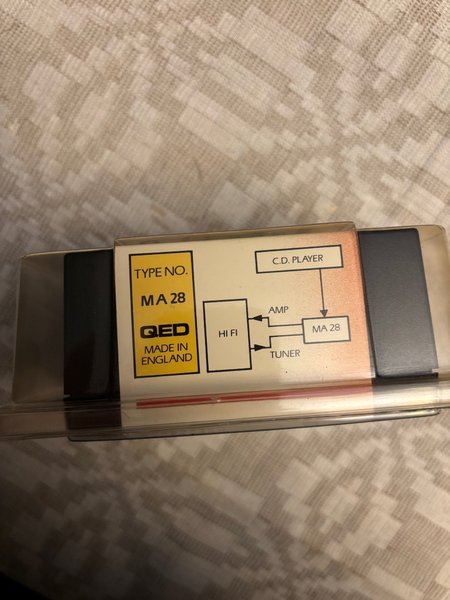 TYPE NO.
MA 28
QED
MADE IN
ENGLAND
C.D. PLAYER
AMP
HI FI
MA 28
TUNER